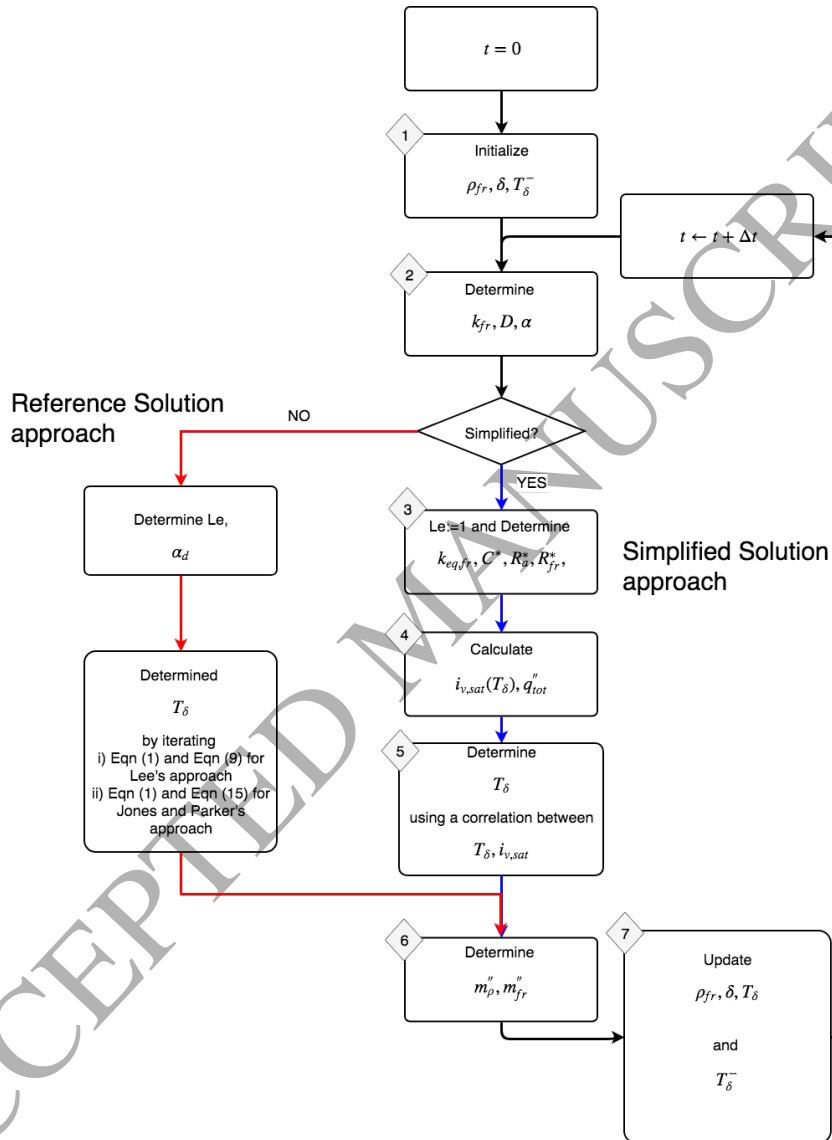 t = 0
1
Initialize
ρ_fr, δ, T_δ^-
t ← t + Δt
2
Determine
k_fr, D, α
Reference Solution
approach
NO
Simplified?
YES
Determine Le,
α_d
3
Le:=1 and Determine
k_eq,fr, C*, R_a*, R_fr*,
Simplified Solution
approach
4
Calculate
i_v,sat(T_δ), q''_tot
Determined
T_δ
by iterating
i) Eqn (1) and Eqn (9) for
Lee's approach
ii) Eqn (1) and Eqn (15) for
Jones and Parker's
approach
5
Determine
T_δ
using a correlation between
T_δ, i_v,sat
6
Determine
m''_ρ, m''_fr
7
Update
ρ_fr, δ, T_δ
and
T_δ^-
CCEPTED MANUSCRI